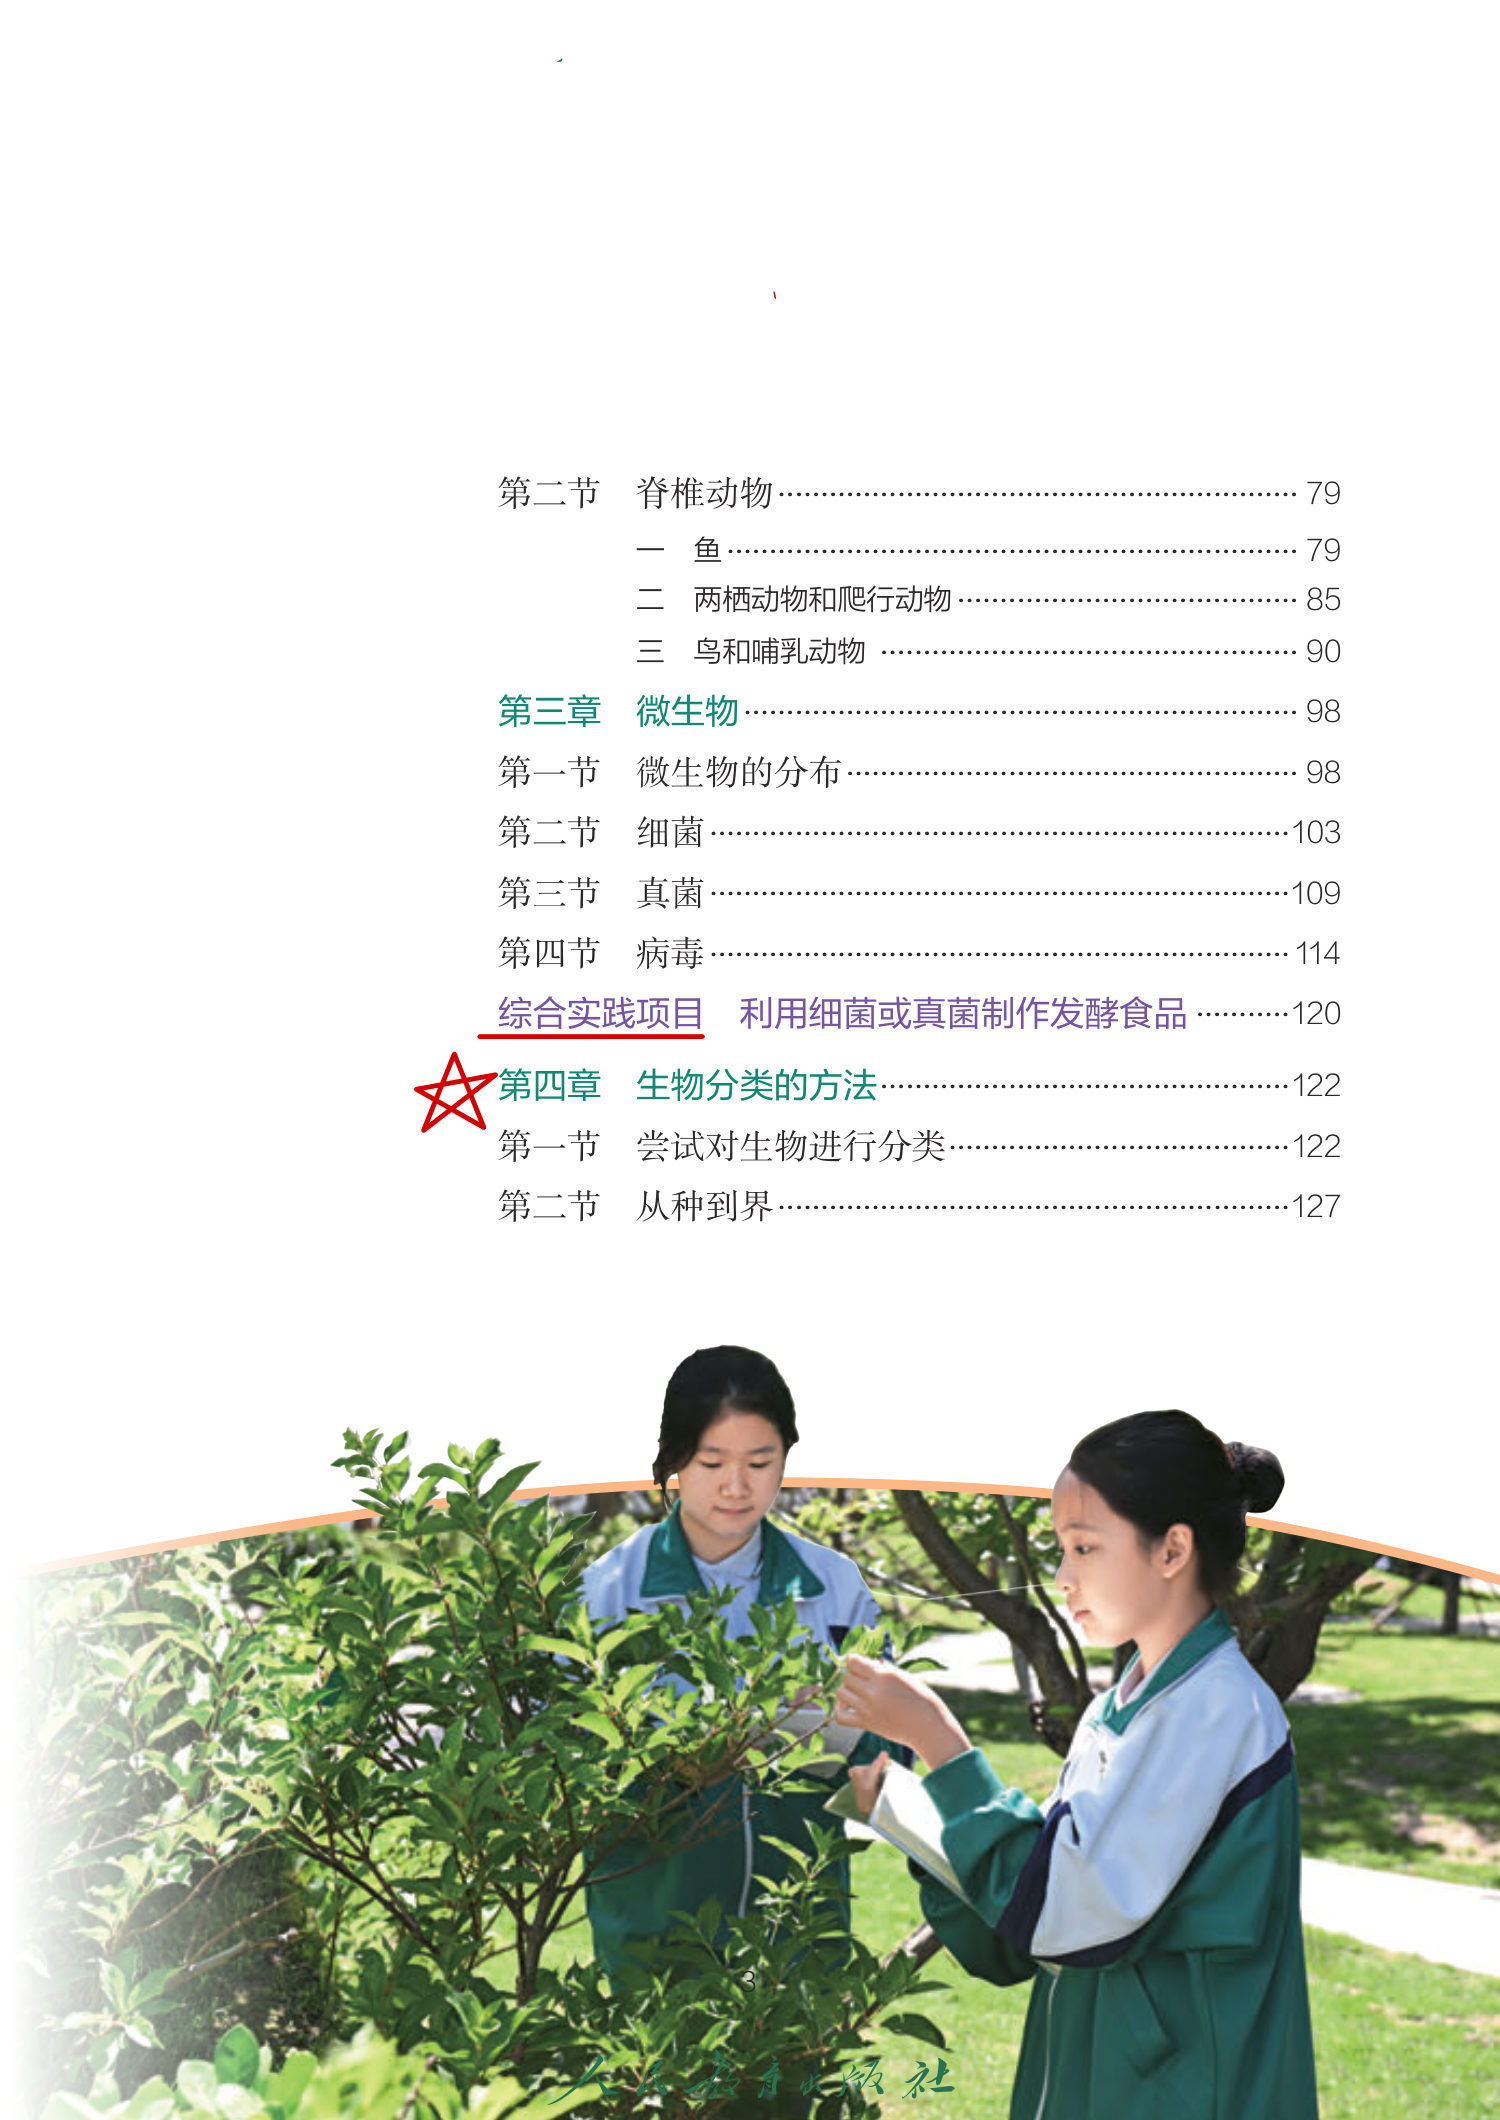 第二节 脊椎动物 79
一 鱼 79
二 两栖动物和爬行动物 85
三 鸟和哺乳动物 90
第三章 微生物 98
第一节 微生物的分布 98
第二节 细菌 103
第三节 真菌 109
第四节 病毒 114
综合实践项目 利用细菌或真菌制作发酵食品 120
第四章 生物分类的方法 122
第一节 尝试对生物进行分类 122
第二节 从种到界 127
3
人民教育出版社